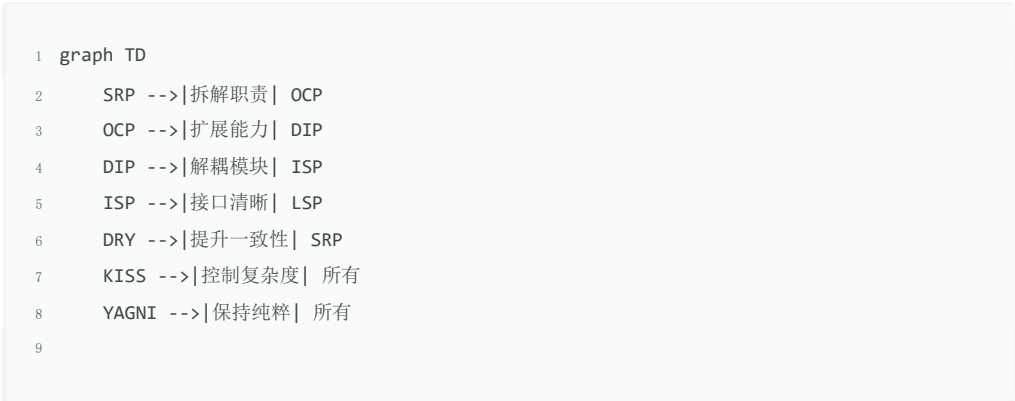 1 graph TD
2     SRP -->|拆解职责| OCP
3     OCP -->|扩展能力| DIP
4     DIP -->|解耦模块| ISP
5     ISP -->|接口清晰| LSP
6     DRY -->|提升一致性| SRP
7     KISS -->|控制复杂度| 所有
8     YAGNI -->|保持纯粹| 所有
9